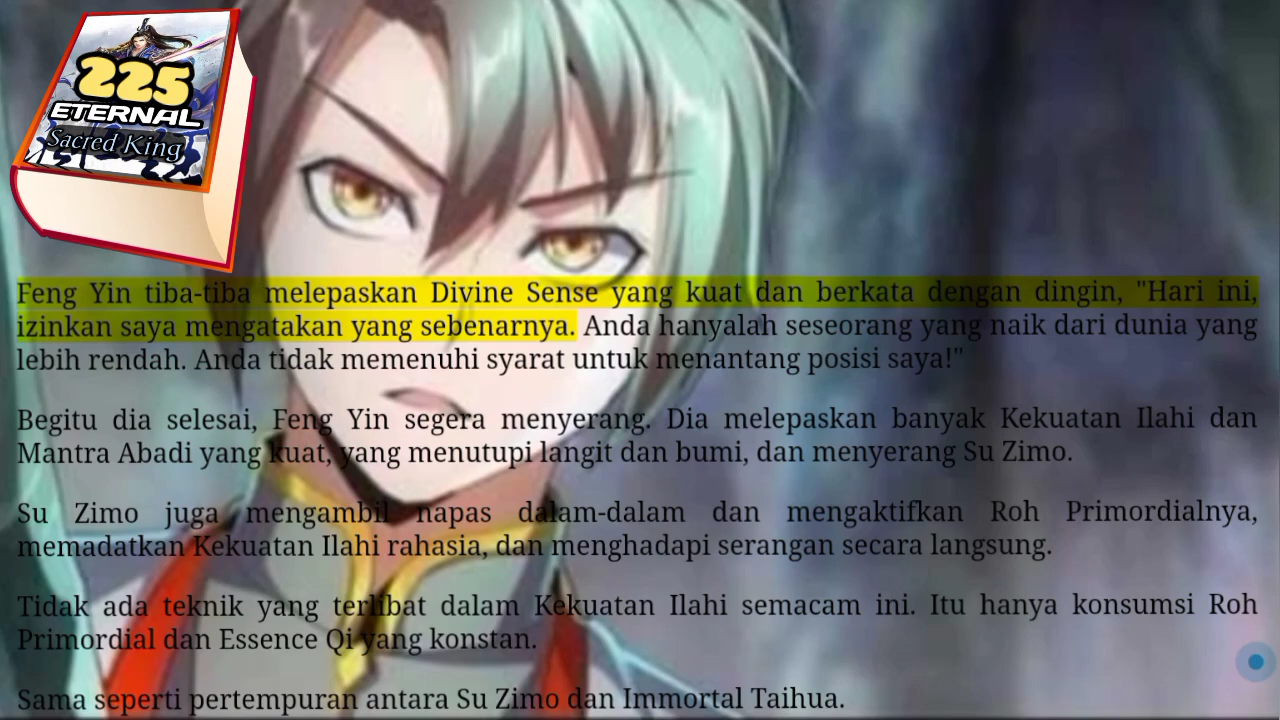 225
ETERNAL
Sacred King
Feng Yin tiba-tiba melepaskan Divine Sense yang kuat dan berkata dengan dingin, "Hari ini,
izinkan saya mengatakan yang sebenarnya. Anda hanyalah seseorang yang naik dari dunia yang
lebih rendah. Anda tidak memenuhi syarat untuk menantang posisi saya!"
Begitu dia selesai, Feng Yin segera menyerang. Dia melepaskan banyak Kekuatan Ilahi dan
Mantra Abadi yang kuat, yang menutupi langit dan bumi, dan menyerang Su Zimo.
Su Zimo juga mengambil napas dalam-dalam dan mengaktifkan Roh Primordialnya,
memadatkan Kekuatan Ilahi rahasia, dan menghadapi serangan secara langsung.
Tidak ada teknik yang terlibat dalam Kekuatan Ilahi semacam ini. Itu hanya konsumsi Roh
Primordial dan Essence Qi yang konstan.
Sama seperti pertempuran antara Su Zimo dan Immortal Taihua.